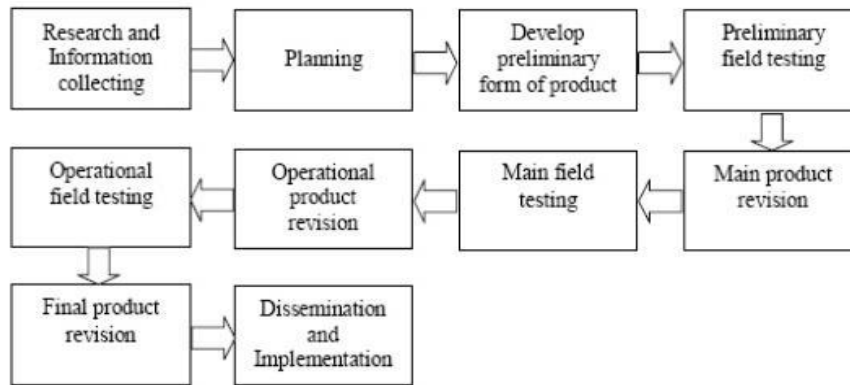 Research and
Information
collecting
Planning
Develop
preliminary
form of product
Preliminary
field testing
Main product
revision
Main field
testing
Operational
product
revision
Operational
field testing
Final product
revision
Dissemination
and
Implementation